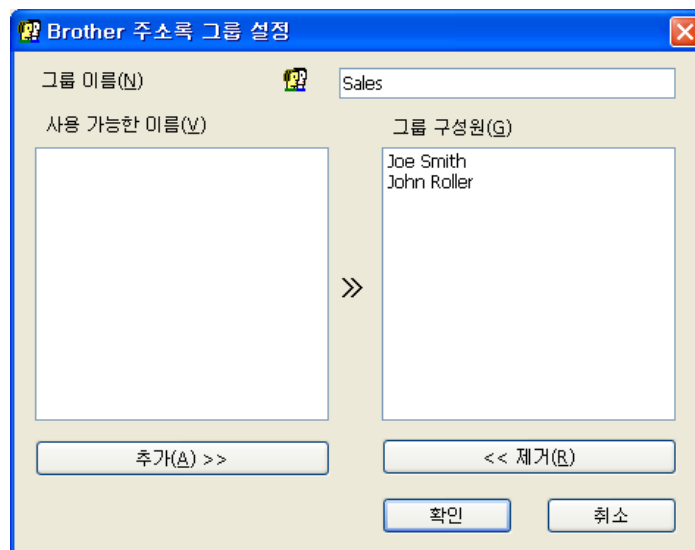 Brother 주소록 그룹 설정
그룹 이름(N)
Sales
사용 가능한 이름(V)
그룹 구성원(G)
Joe Smith
John Roller
추가(A) >>
<< 제거(R)
확인
취소